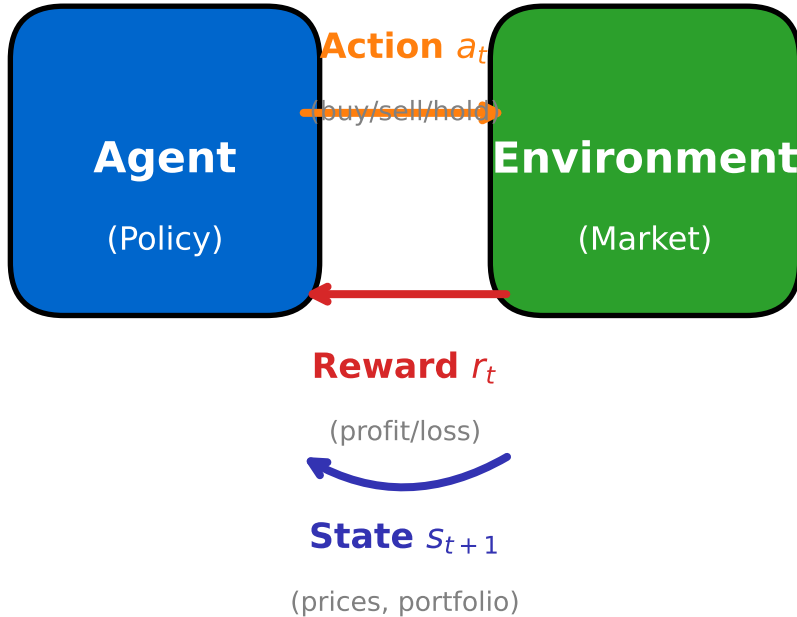 Action a_t
(buy/sell/hold)
Agent
(Policy)
Environment
(Market)
Reward r_t
(profit/loss)
State s_{t+1}
(prices, portfolio)